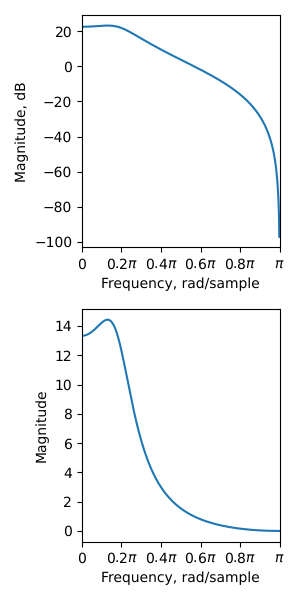 20
0
−20
−40
−60
−80
−100
Magnitude, dB
0 0.2π 0.4π 0.6π 0.8π π
Frequency, rad/sample
14
12
10
8
6
4
2
0
Magnitude
0 0.2π 0.4π 0.6π 0.8π π
Frequency, rad/sample